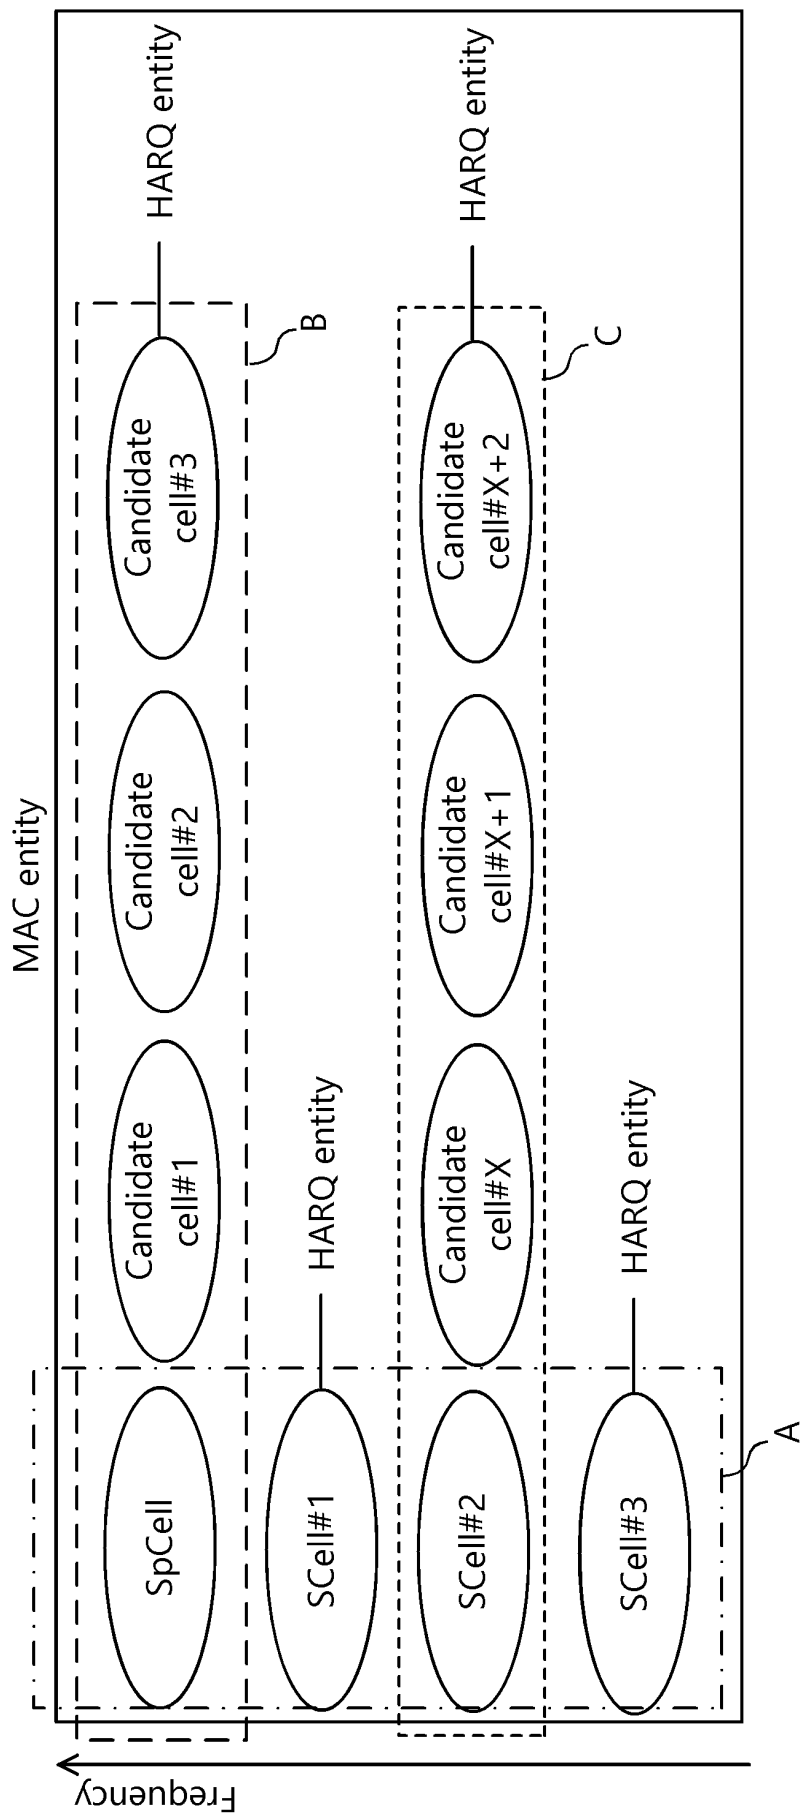 MAC entity
SpCell
Candidate
cell#1
Candidate
cell#2
Candidate
cell#3
HARQ entity
B
SCell#1
HARQ entity
SCell#2
Candidate
cell#X
Candidate
cell#X+1
Candidate
cell#X+2
HARQ entity
C
SCell#3
HARQ entity
A
Frequency